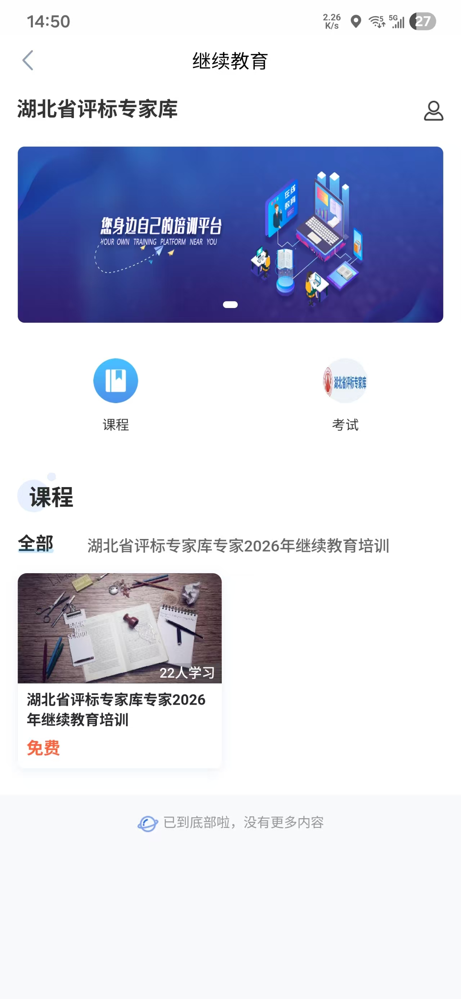 14:50
2.26
K/s
5
5G
27
继续教育
湖北省评标专家库
在线
教育
您身边自己的培训平台
YOUR OWN TRAINING PLATFORM NEAR YOU
湖北省评标专家库
课程
考试
课程
全部
湖北省评标专家库专家2026年继续教育培训
BACK
TO
SCHOOL
22人学习
湖北省评标专家库专家2026
年继续教育培训
免费
已到底部啦，没有更多内容